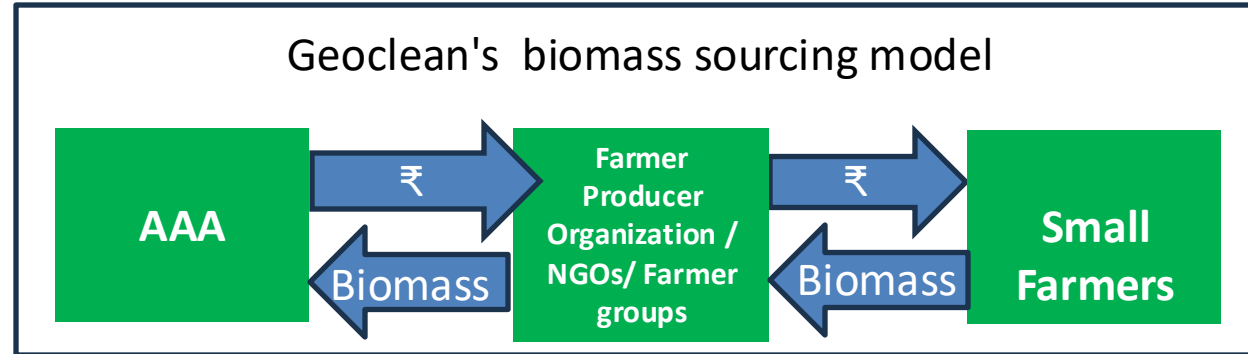 Geoclean's biomass sourcing model
AAA
₹
Biomass
Farmer
Producer
Organization /
NGOs/ Farmer
groups
₹
Biomass
Small
Farmers